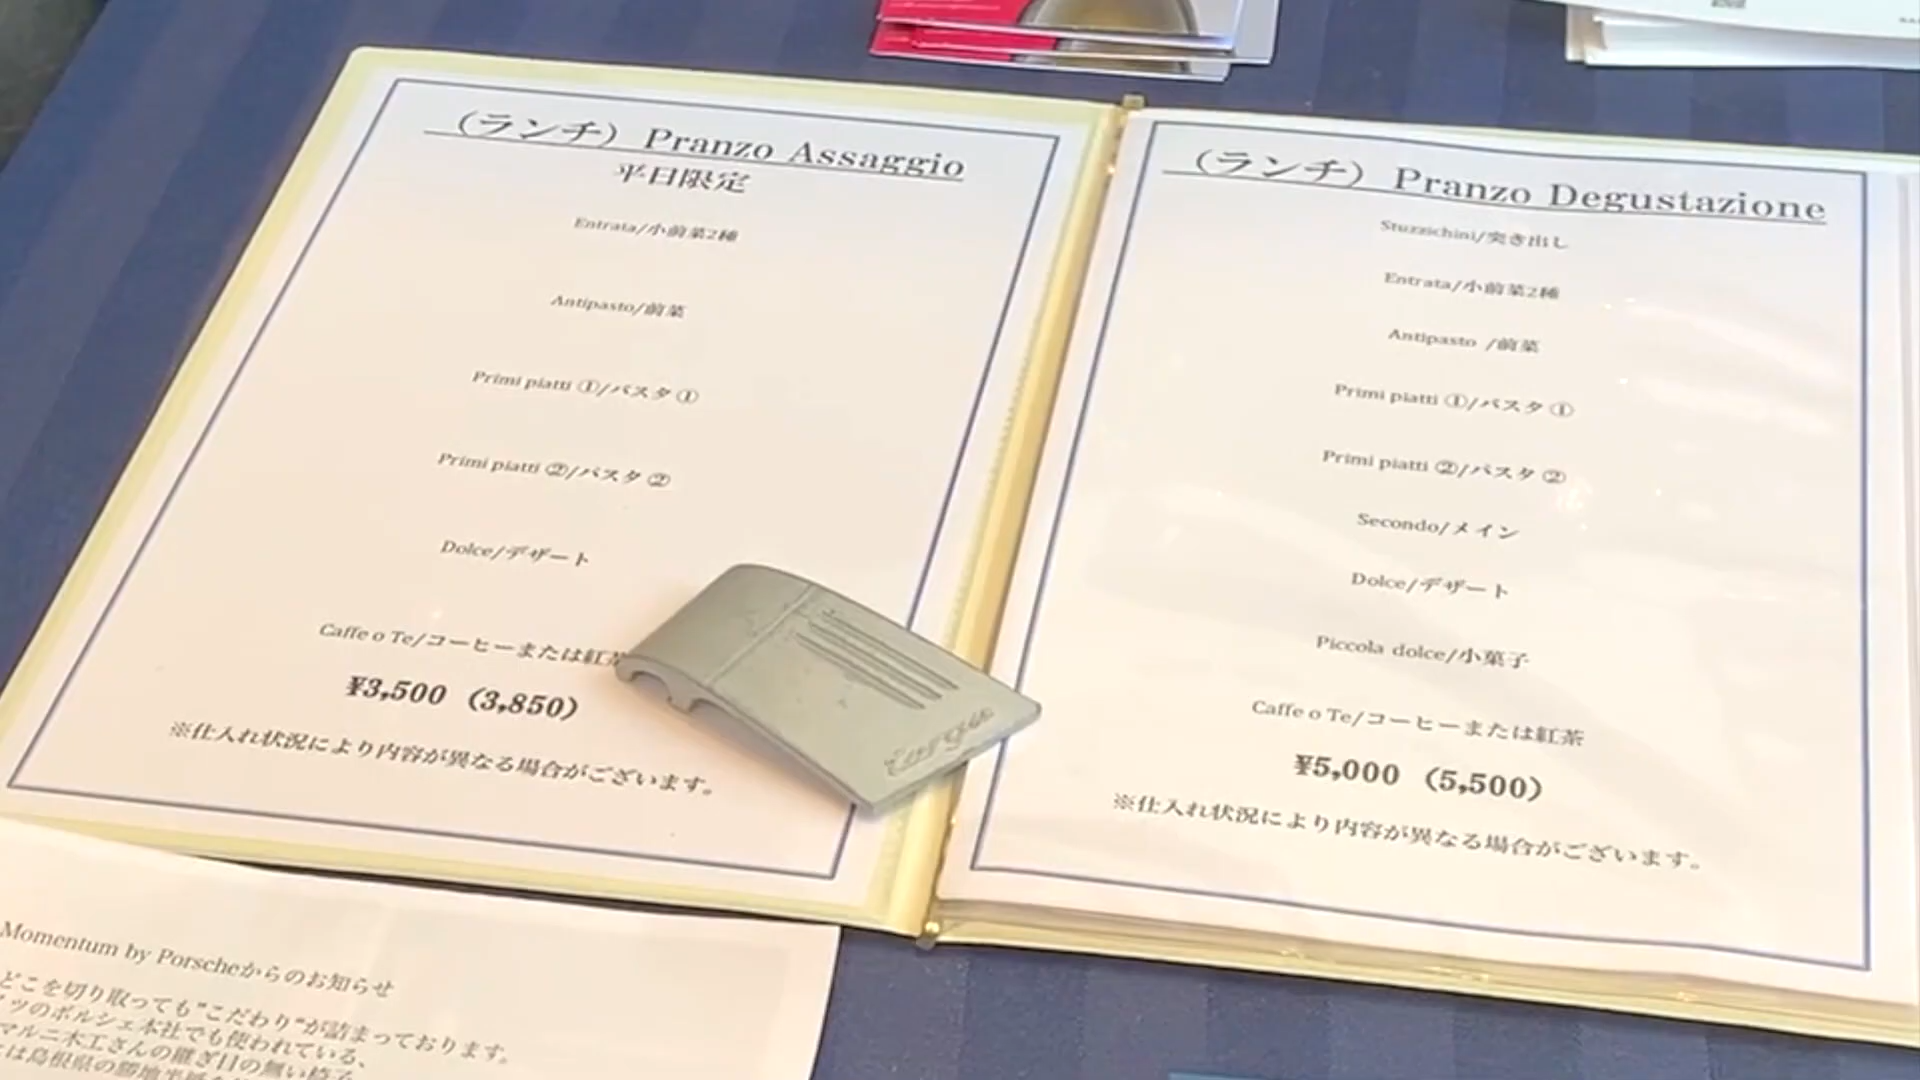 （ランチ） Pranzo Assaggio
平日限定
Entrata/小前菜2種
Antipasto/前菜
Primi piatti ①/パスタ ①
Primi piatti ②/パスタ ②
Dolce/デザート
Caffe o Te/コーヒーまたは紅茶
¥3,500 （3,850）
※仕入れ状況により内容が異なる場合がございます。
（ランチ） Pranzo Degustazione
Stuzzichini/突き出し
Entrata/小前菜2種
Antipasto /前菜
Primi piatti ①/パスタ ①
Primi piatti ②/パスタ ②
Secondo/メイン
Dolce/デザート
Piccola dolce/小菓子
Caffe o Te/コーヒーまたは紅茶
¥5,000 （5,500）
※仕入れ状況により内容が異なる場合がございます。
Momentum by Porscheからのお知らせ
どこを切り取っても"こだわり"が詰まっております。
ツのポルシェ本社でも使われている、
マルニ木工さんの継ぎ目の無い椅子
は島根県の勝地半紙